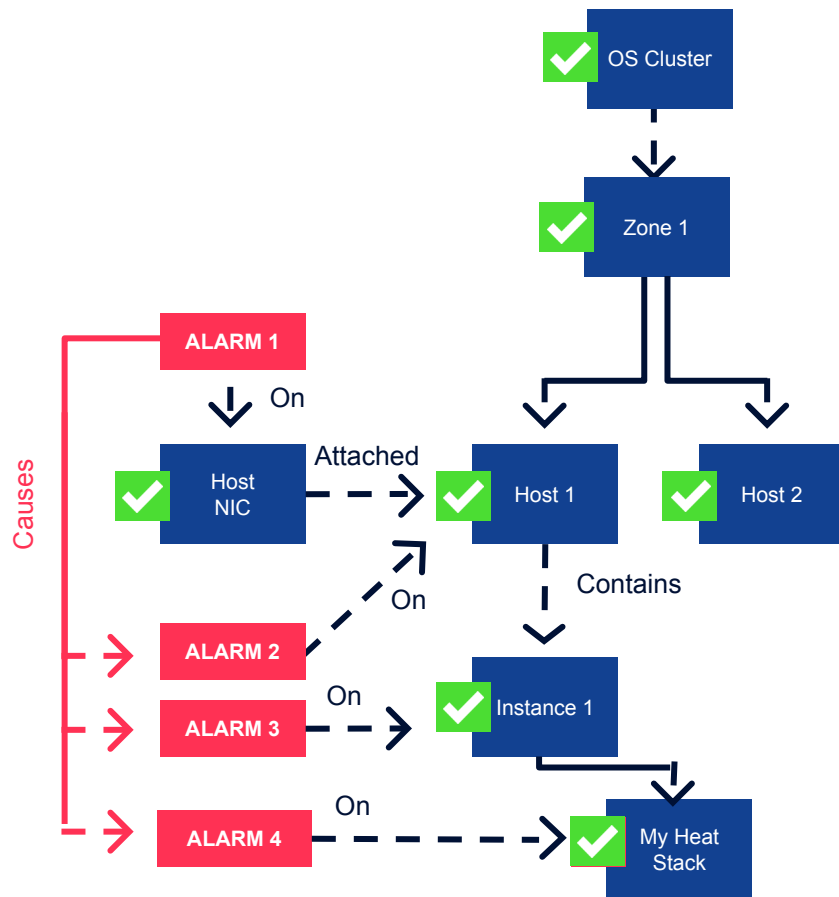 OS Cluster
Zone 1
ALARM 1
On
Causes
Host
NIC
Attached
Host 1
Host 2
On
Contains
ALARM 2
ALARM 3
On
Instance 1
ALARM 4
On
My Heat
Stack